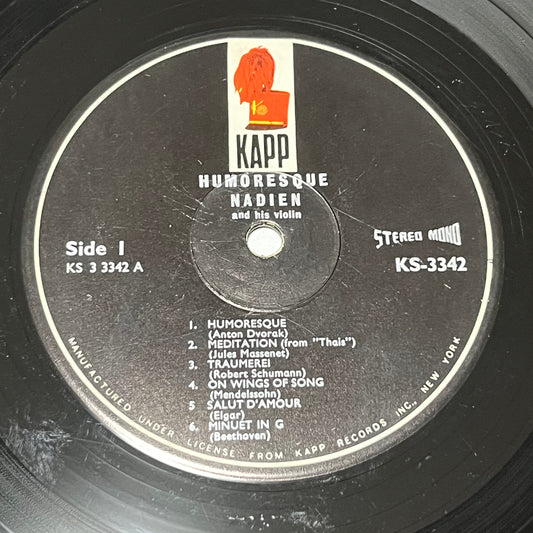 KAPP
HUMORESQUE
NADIEN
and his violin
Side 1
KS 3 3342 A
STEREO MONO
KS-3342
1. HUMORESQUE
(Anton Dvorak)
2. MEDITATION (from "Thais")
(Jules Massenet)
3. TRAUMEREI
(Robert Schumann)
4. ON WINGS OF SONG
(Mendelssohn)
5 SALUT D'AMOUR
(Elgar)
6. MINUET IN G
(Beethoven)
MANUFACTURED UNDER LICENSE FROM KAPP RECORDS INC., NEW YORK